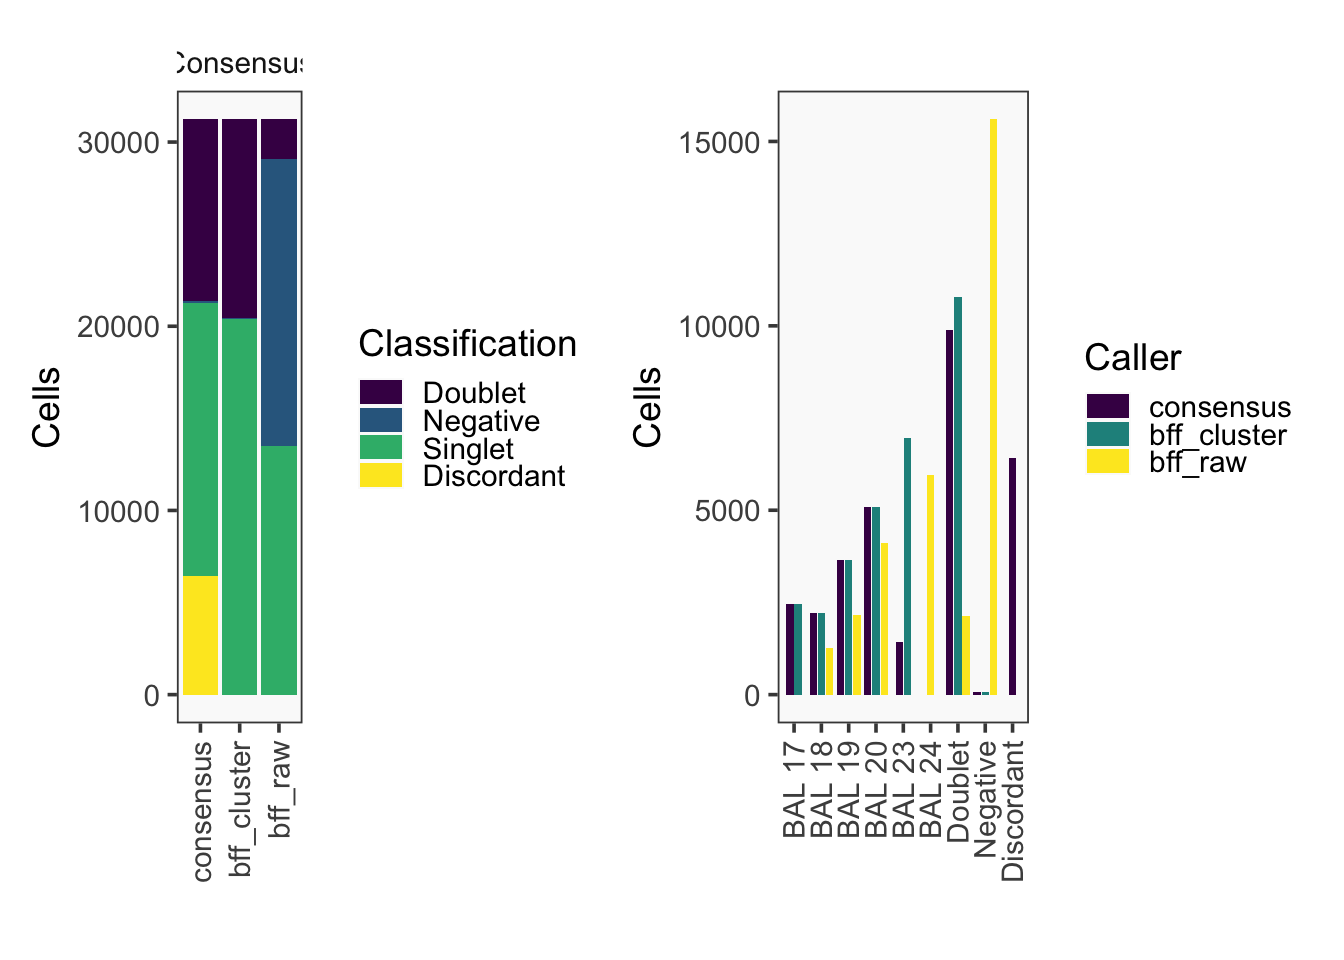 Consensus
Cells
30000
20000
10000
0
consensus
bff_cluster
bff_raw
Classification
Doublet
Negative
Singlet
Discordant
Cells
15000
10000
5000
0
BAL 17
BAL 18
BAL 19
BAL 20
BAL 23
BAL 24
Doublet
Negative
Discordant
Caller
consensus
bff_cluster
bff_raw